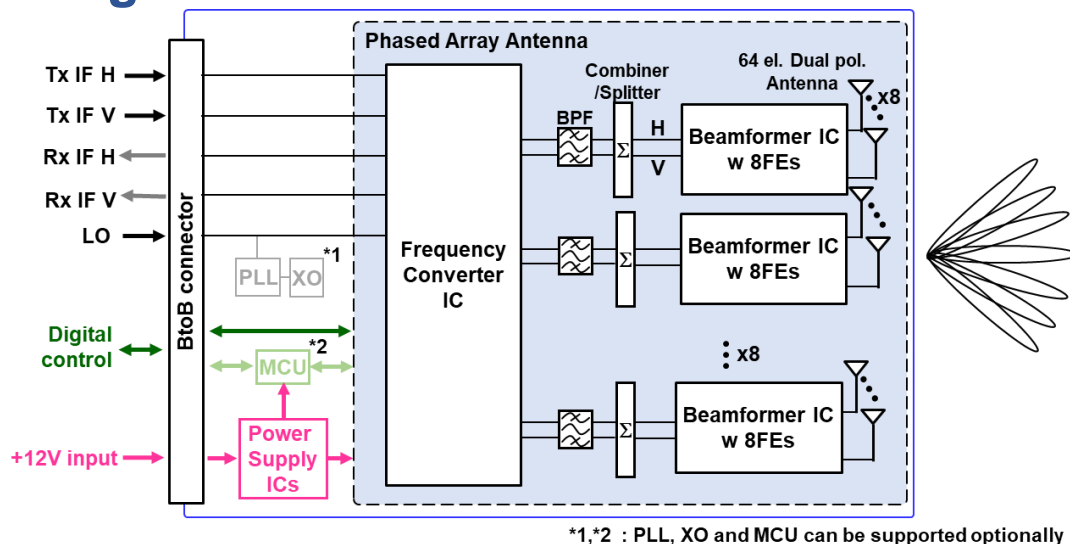 Phased Array Antenna
Tx IF H
Tx IF V
Rx IF H
Rx IF V
LO
Digital
control
+12V input
BtoB connector
PLL
XO
*1
MCU
*2
Power
Supply
ICs
Frequency
Converter
IC
BPF
Combiner
/Splitter
Σ
H
V
64 el. Dual pol.
Antenna
x8
Beamformer IC
w 8FEs
Σ
Beamformer IC
w 8FEs
x8
Σ
Beamformer IC
w 8FEs
*1,*2 : PLL, XO and MCU can be supported optionally